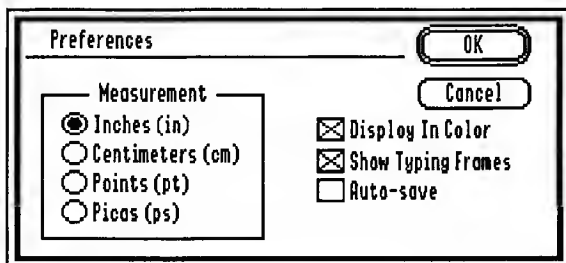 Preferences
OK
Cancel
Measurement
Inches (in)
Centimeters (cm)
Points (pt)
Picas (ps)
Display In Color
Show Typing Frames
Auto-save